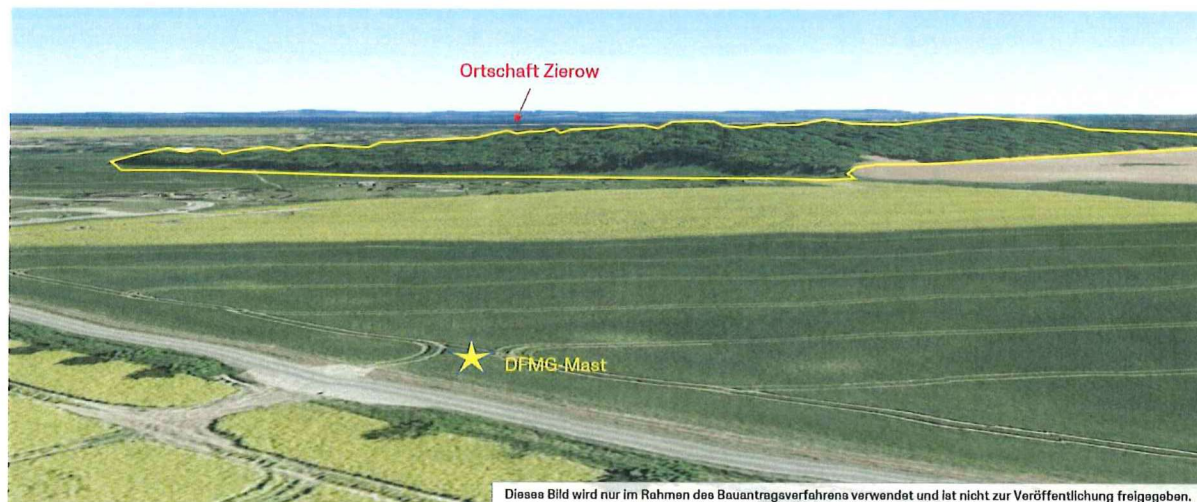 Ortschaft Zierow
DFMG-Mast
Dieses Bild wird nur im Rahmen des Bauantragsverfahrens verwendet und ist nicht zur Veröffentlichung freigegeben.